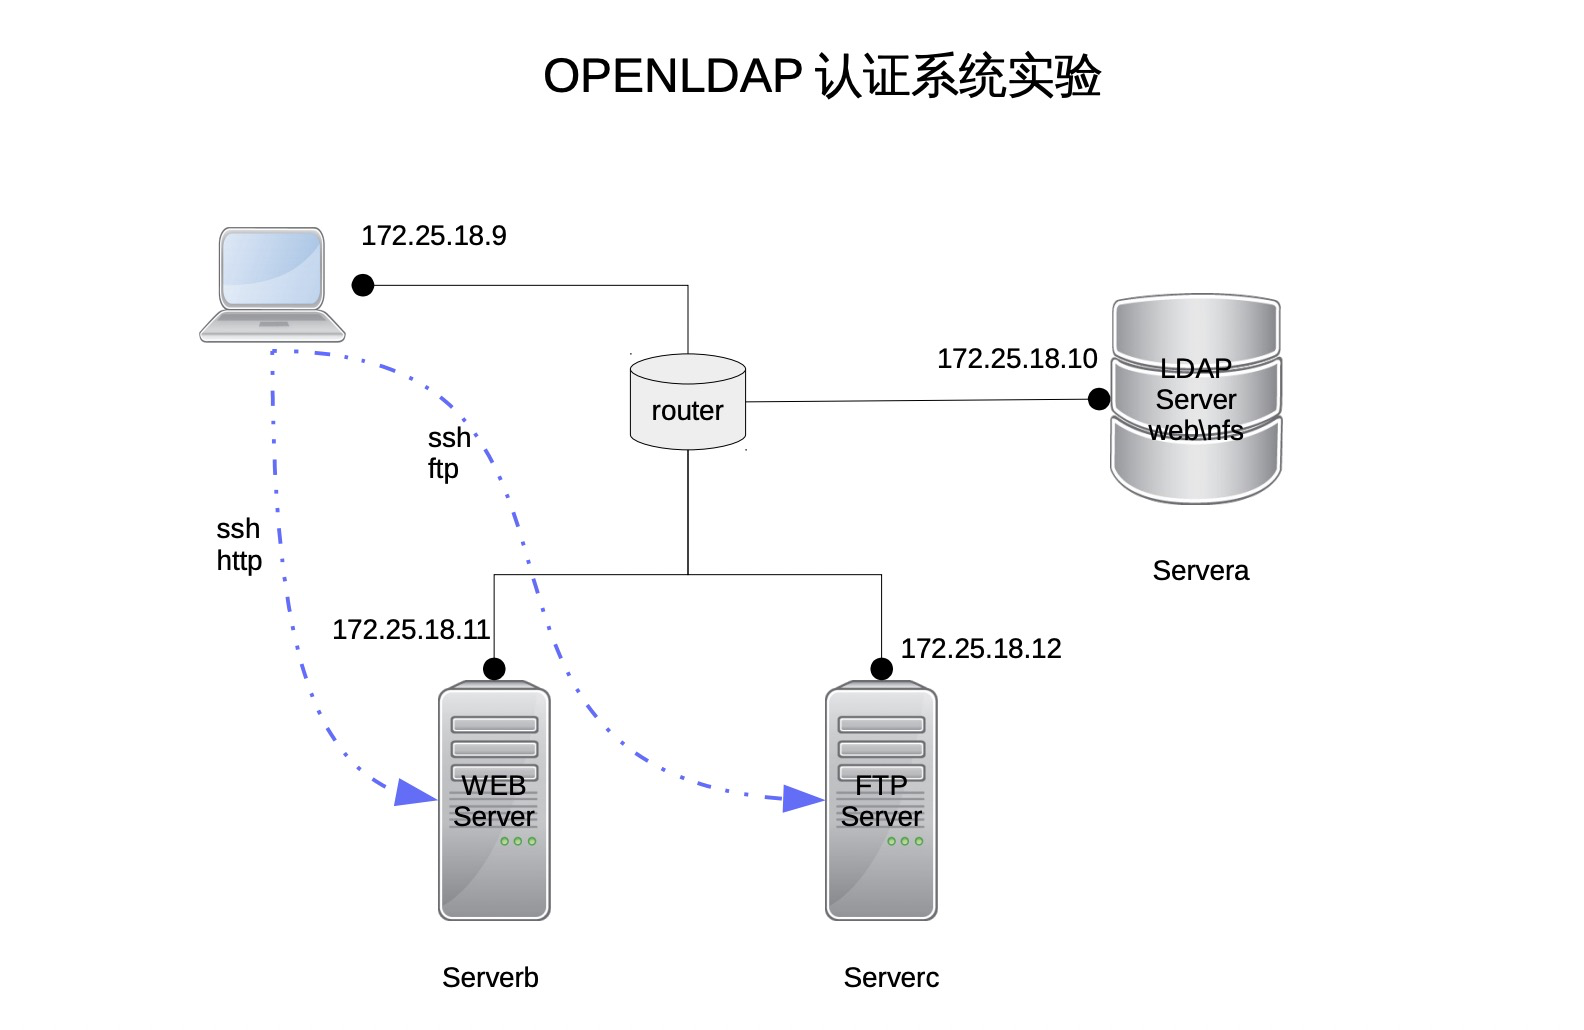 OPENLDAP 认证系统实验
172.25.18.9
172.25.18.10
LDAP
Server
web\nfs
router
ssh
ftp
ssh
http
Servera
172.25.18.11
172.25.18.12
WEB
Server
FTP
Server
Serverb
Serverc